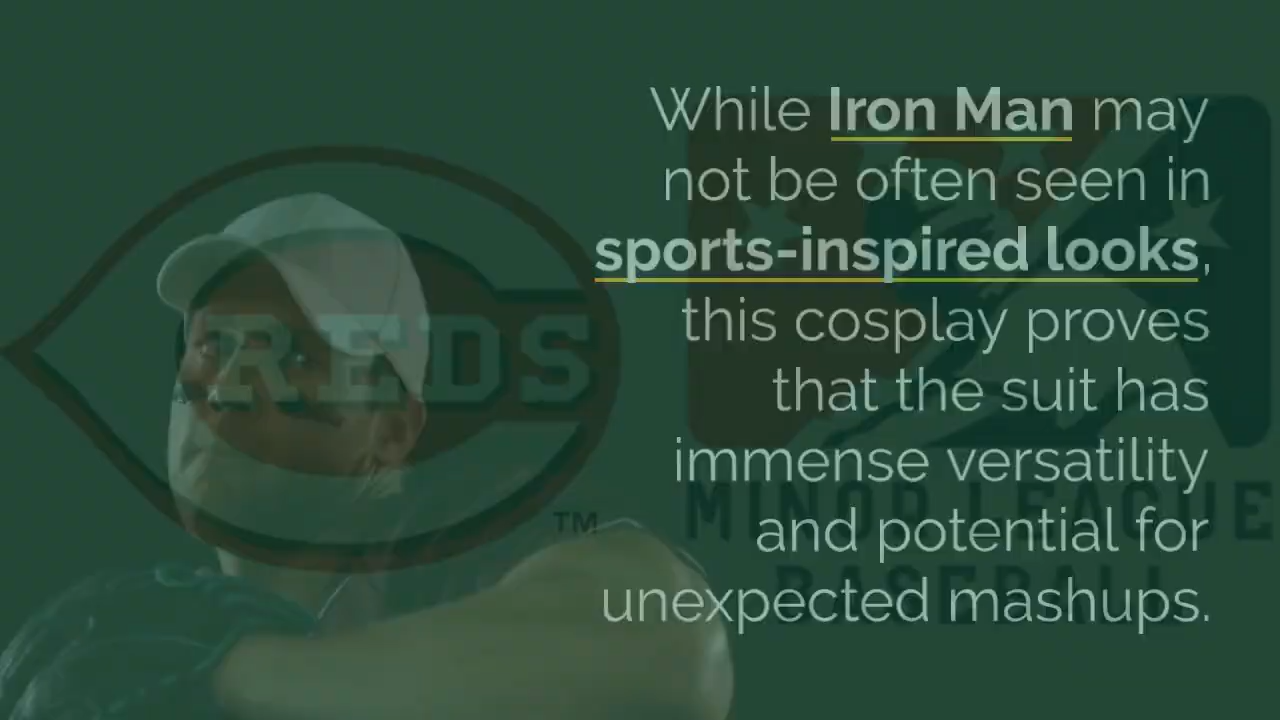 While Iron Man may
not be often seen in
sports-inspired looks,
this cosplay proves
that the suit has
immense versatility
and potential for
unexpected mashups.
REDS
TM
MINOR LEAGUE
BASEBALL